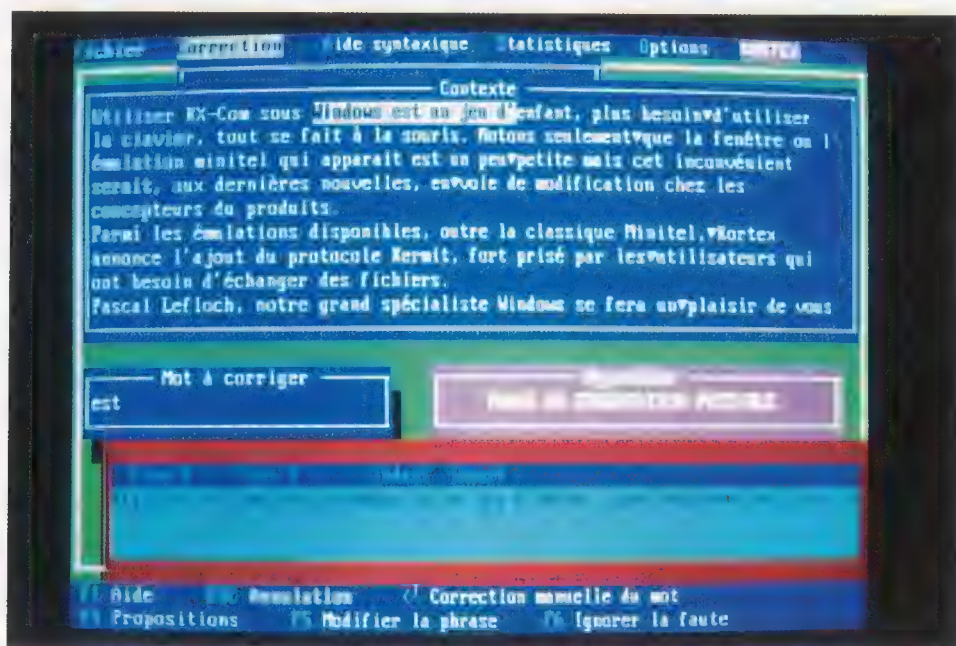 Correction ide syntaxique tatistiques Options
Contexte
Utiliser KX-Com sous Windows est un jeu d'enfant, plus besoin▼d'utiliser
le clavier, tout se fait à la souris. Notons seulement▼que la fenêtre ou l
émulation minitel qui apparait est un peu▼petite mais cet inconvénient
serait, aux dernières nouvelles, en▼voie de modification chez les
concepteurs du produits.
Parmi les émulations disponibles, outre la classique Minitel,▼Kortex
annonce l'ajout du protocole Kermit, fort prisé par les▼utilisateurs qui
ont besoin d'échanger des fichiers.
Pascal Lefloch, notre grand spécialiste Windows se fera un▼plaisir de vous
Mot à corriger
est
Aide Annulation Correction manuelle du mot
Propositions F5 Modifier la phrase F6 Ignorer la faute